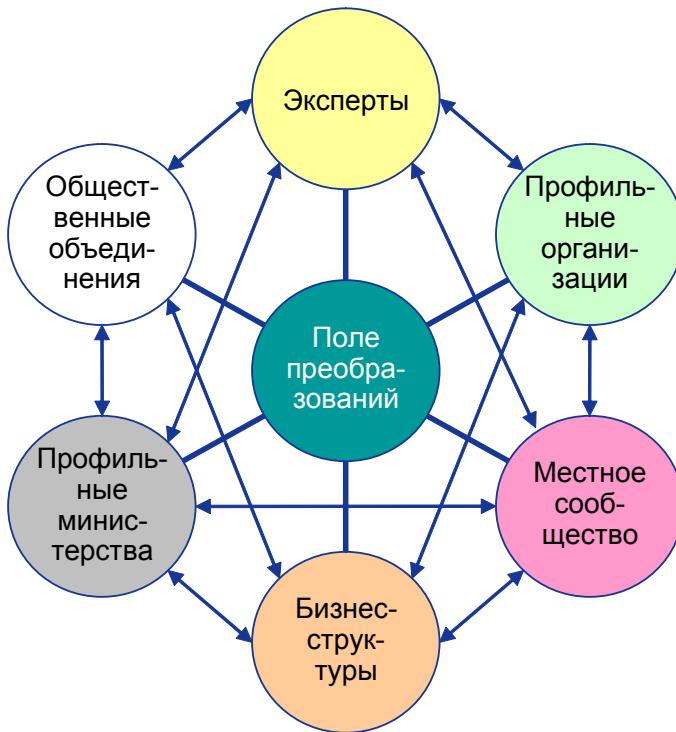 Эксперты
Общест-
венные
объеди-
нения
Профиль-
ные
органи-
зации
Поле
преобра-
зований
Профиль-
ные
минис-
терства
Местное
сооб-
щество
Бизнес-
струк-
туры